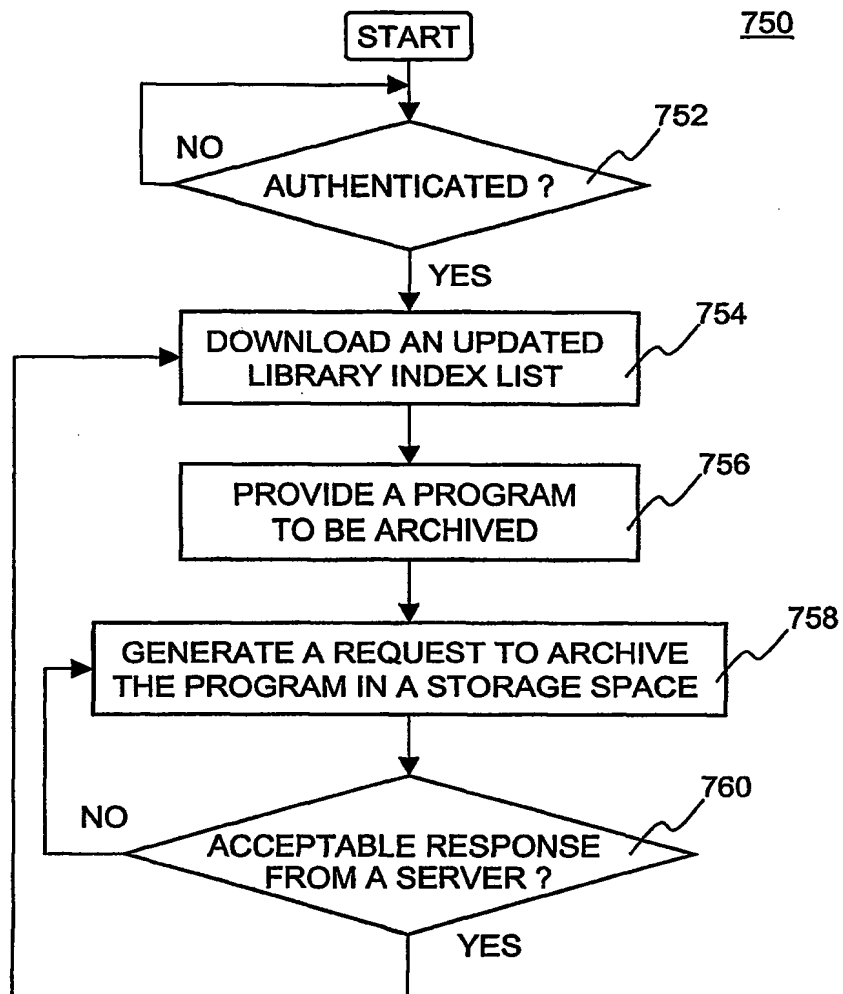 START
750
752
NO
AUTHENTICATED ?
YES
754
DOWNLOAD AN UPDATED
LIBRARY INDEX LIST
756
PROVIDE A PROGRAM
TO BE ARCHIVED
758
GENERATE A REQUEST TO ARCHIVE
THE PROGRAM IN A STORAGE SPACE
760
NO
ACCEPTABLE RESPONSE
FROM A SERVER ?
YES